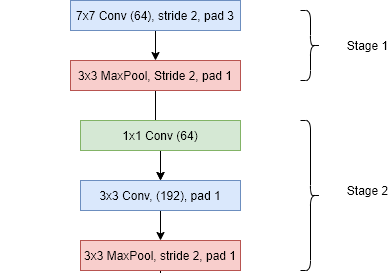 7x7 Conv (64), stride 2, pad 3
Stage 1
3x3 MaxPool, Stride 2, pad 1
1x1 Conv (64)
3x3 Conv, (192), pad 1
Stage 2
3x3 MaxPool, stride 2, pad 1